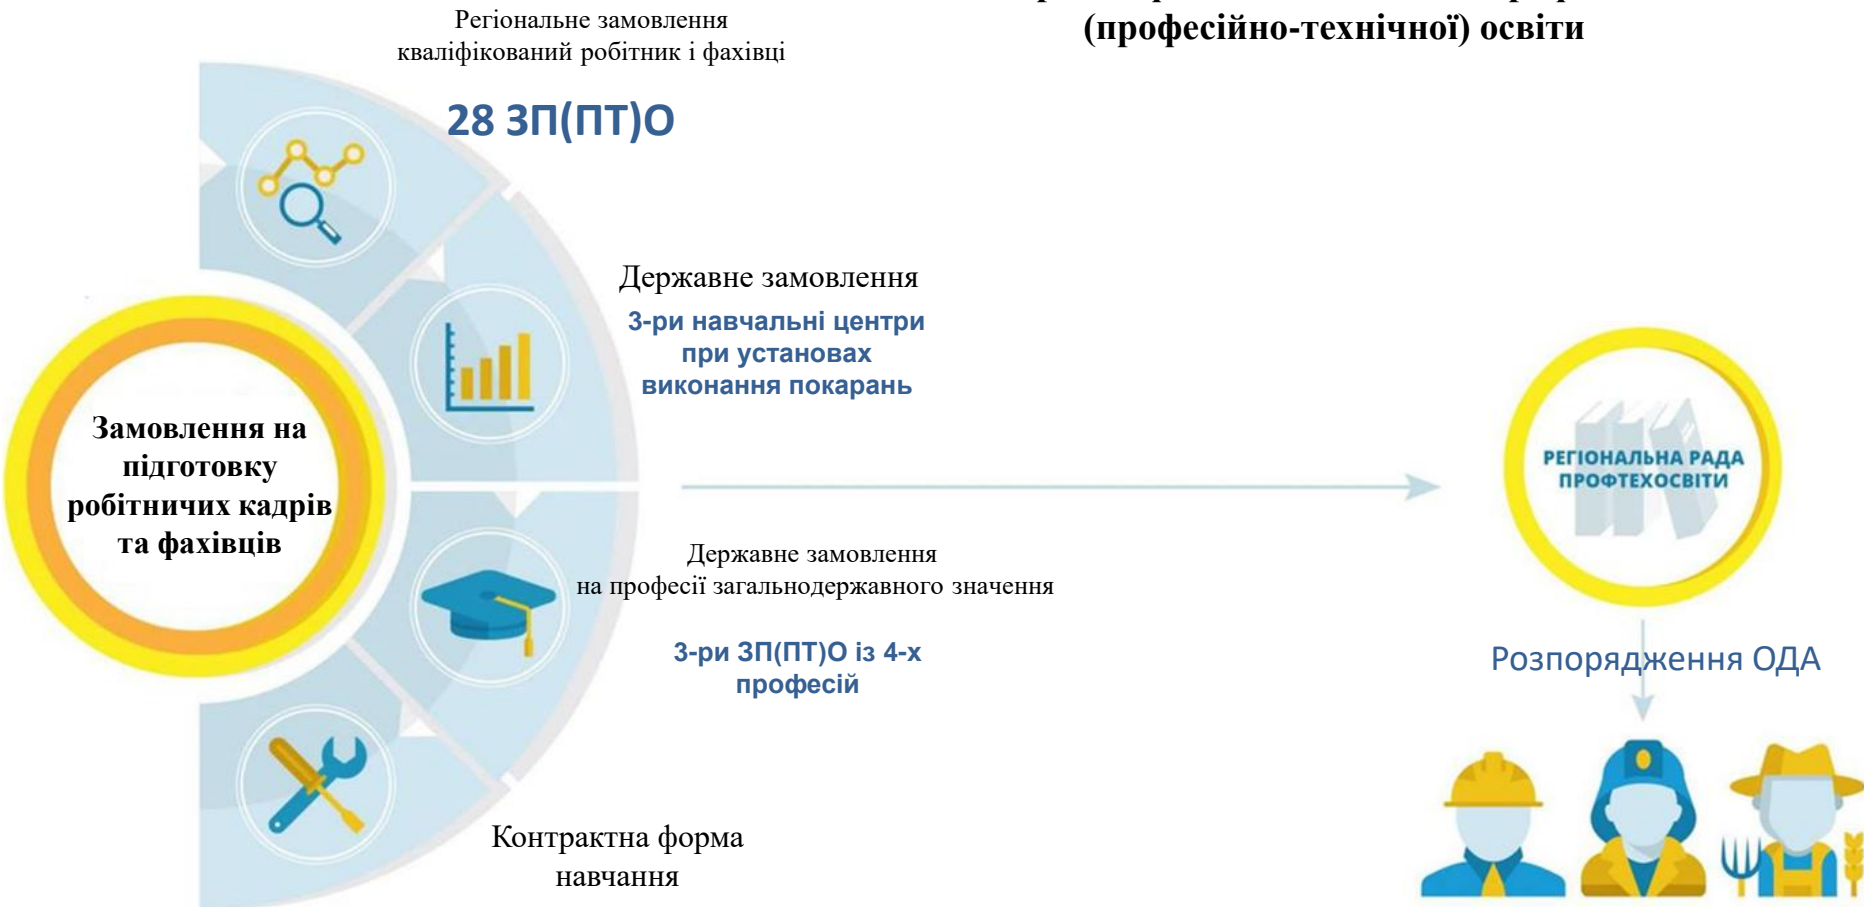 (професійно-технічної) освіти
Регіональне замовлення
кваліфікований робітник і фахівці
28 ЗП(ПТ)О
Державне замовлення
3-ри навчальні центри
при установах
виконання покарань
Замовлення на
підготовку
робітничих кадрів
та фахівців
РЕГІОНАЛЬНА РАДА
ПРОФТЕХОСВІТИ
Державне замовлення
на професії загальнодержавного значення
3-ри ЗП(ПТ)О із 4-х
професій
Розпорядження ОДА
Контрактна форма
навчання